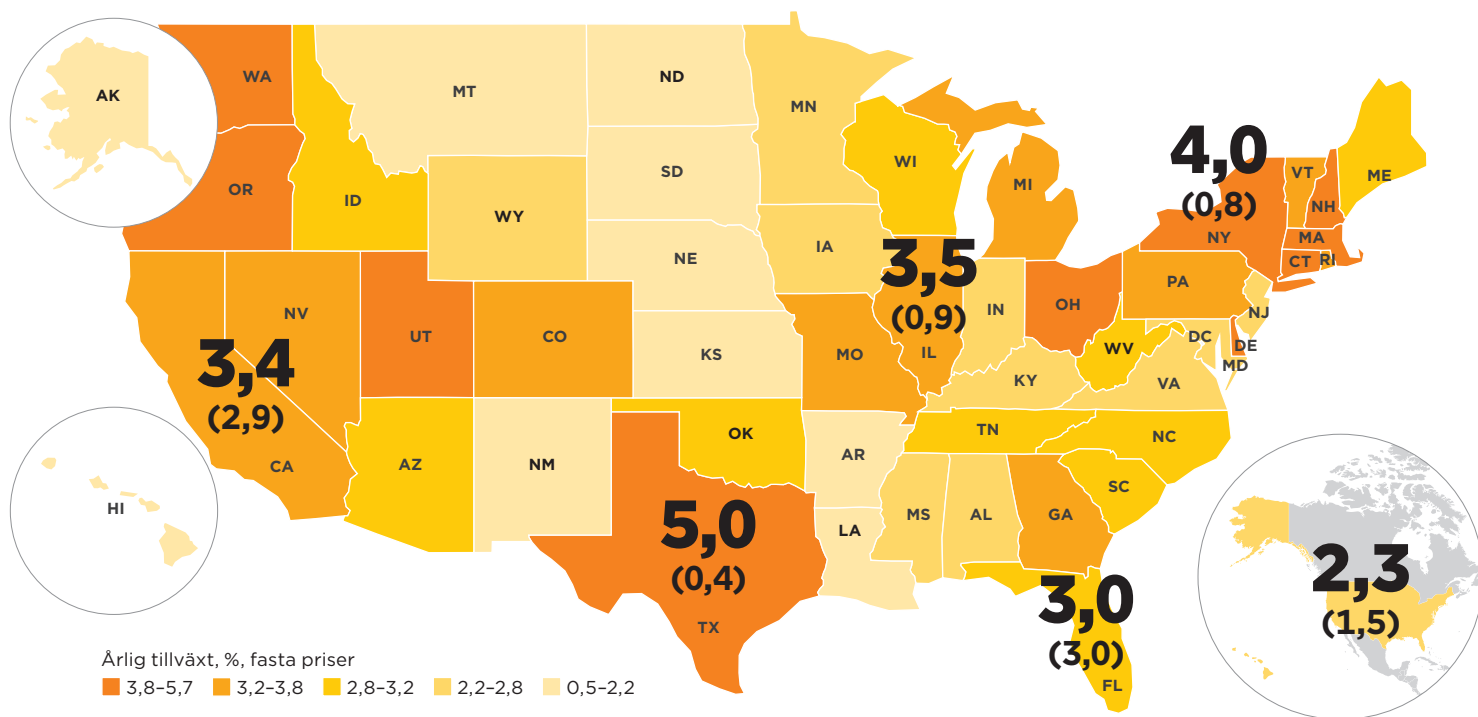 AK
WA
MT
ND
MN
OR
ID
SD
WI
MI
4,0
(0,8)
VT
ME
NH
NY
MA
CT
RI
WY
NE
IA
3,5
(0,9)
IL
IN
OH
PA
NJ
NV
UT
CO
KS
MO
WV
DC
DE
MD
VA
KY
3,4
(2,9)
CA
AZ
NM
OK
AR
TN
NC
SC
HI
5,0
(0,4)
TX
LA
MS
AL
GA
3,0
(3,0)
FL
2,3
(1,5)
Årlig tillväxt, %, fasta priser
3,8–5,7 3,2–3,8 2,8–3,2 2,2–2,8 0,5–2,2